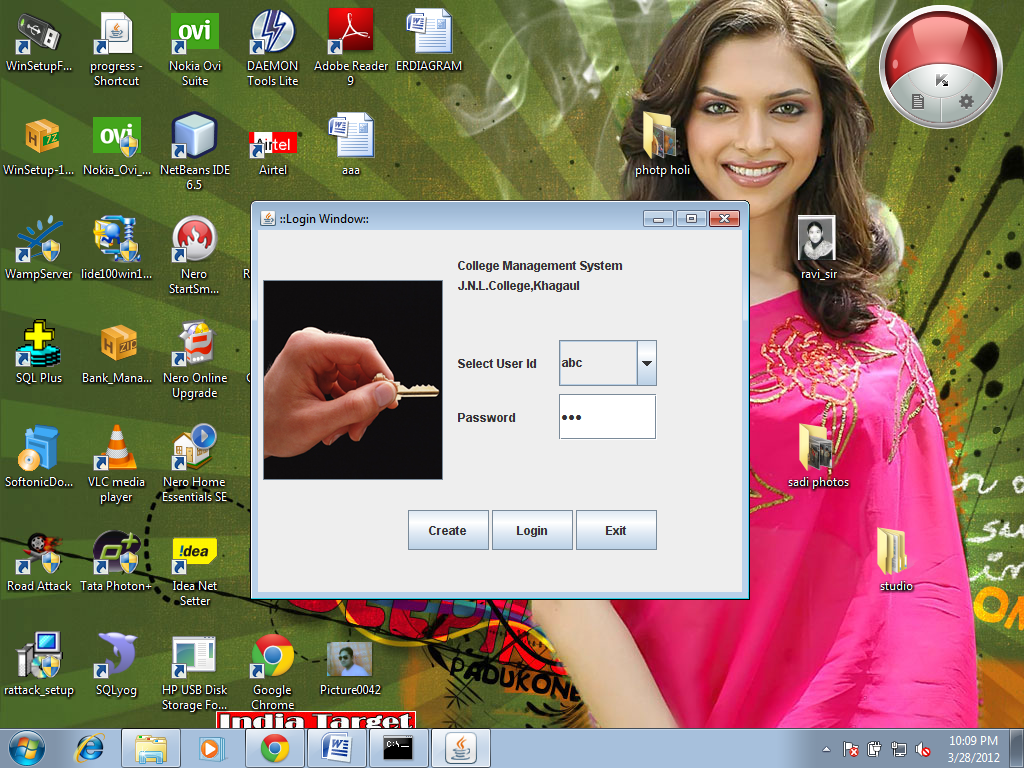 WinSetupF...
progress -
Shortcut
ovi
Nokia Ovi
Suite
DAEMON
Tools Lite
Adobe Reader
9
ERDIAGRAM
WinSetup-1...
ovi
Nokia_Ovi_...
NetBeans IDE
6.5
Airtel
Airtel
aaa
photp holi
WampServer
lide100win1...
Nero
StartSm...
ravi_sir
::Login Window::
College Management System
J.N.L.College,Khagaul
Select User Id
abc
Password
Create
Login
Exit
SQL Plus
Bank_Mana...
Nero Online
Upgrade
SoftonicDo...
VLC media
player
Nero Home
Essentials SE
sadi photos
Road Attack
Tata Photon+
!dea
Idea Net
Setter
studio
rattack_setup
SQLyog
HP USB Disk
Storage Fo...
Google
Chrome
Picture0042
PADUKONE
India Target
10:09 PM
3/28/2012